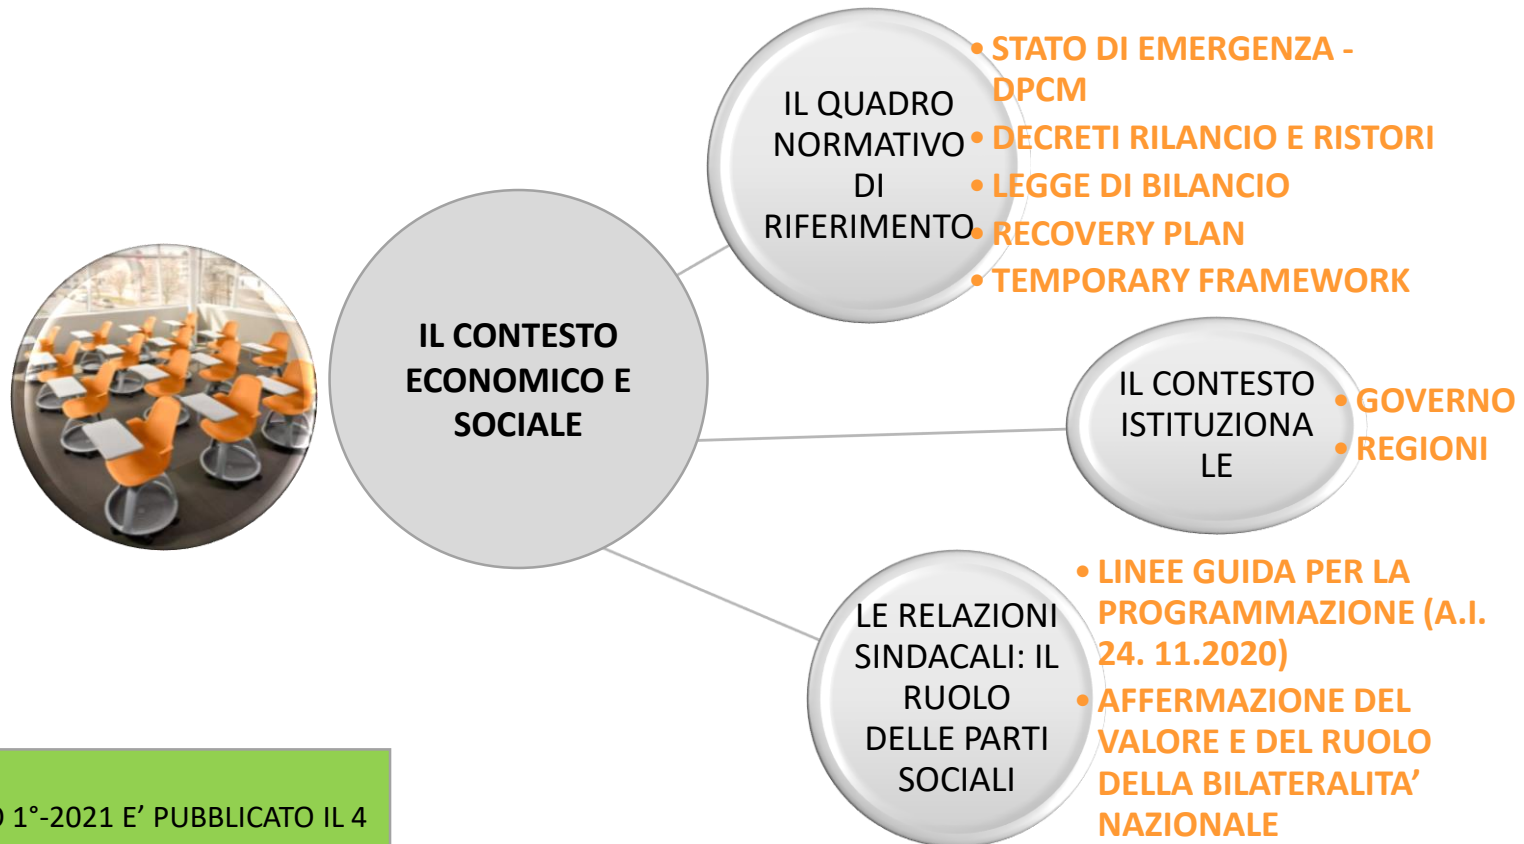 IL CONTESTO
ECONOMICO E
SOCIALE
IL QUADRO
NORMATIVO
DI
RIFERIMENTO
• STATO DI EMERGENZA -
DPCM
• DECRETI RILANCIO E RISTORI
• LEGGE DI BILANCIO
• RECOVERY PLAN
• TEMPORARY FRAMEWORK
IL CONTESTO
ISTITUZIONA
LE
• GOVERNO
• REGIONI
LE RELAZIONI
SINDACALI: IL
RUOLO
DELLE PARTI
SOCIALI
• LINEE GUIDA PER LA
PROGRAMMAZIONE (A.I.
24. 11.2020)
• AFFERMAZIONE DEL
VALORE E DEL RUOLO
DELLA BILATERALITA’
NAZIONALE
1°-2021 E’ PUBBLICATO IL 4